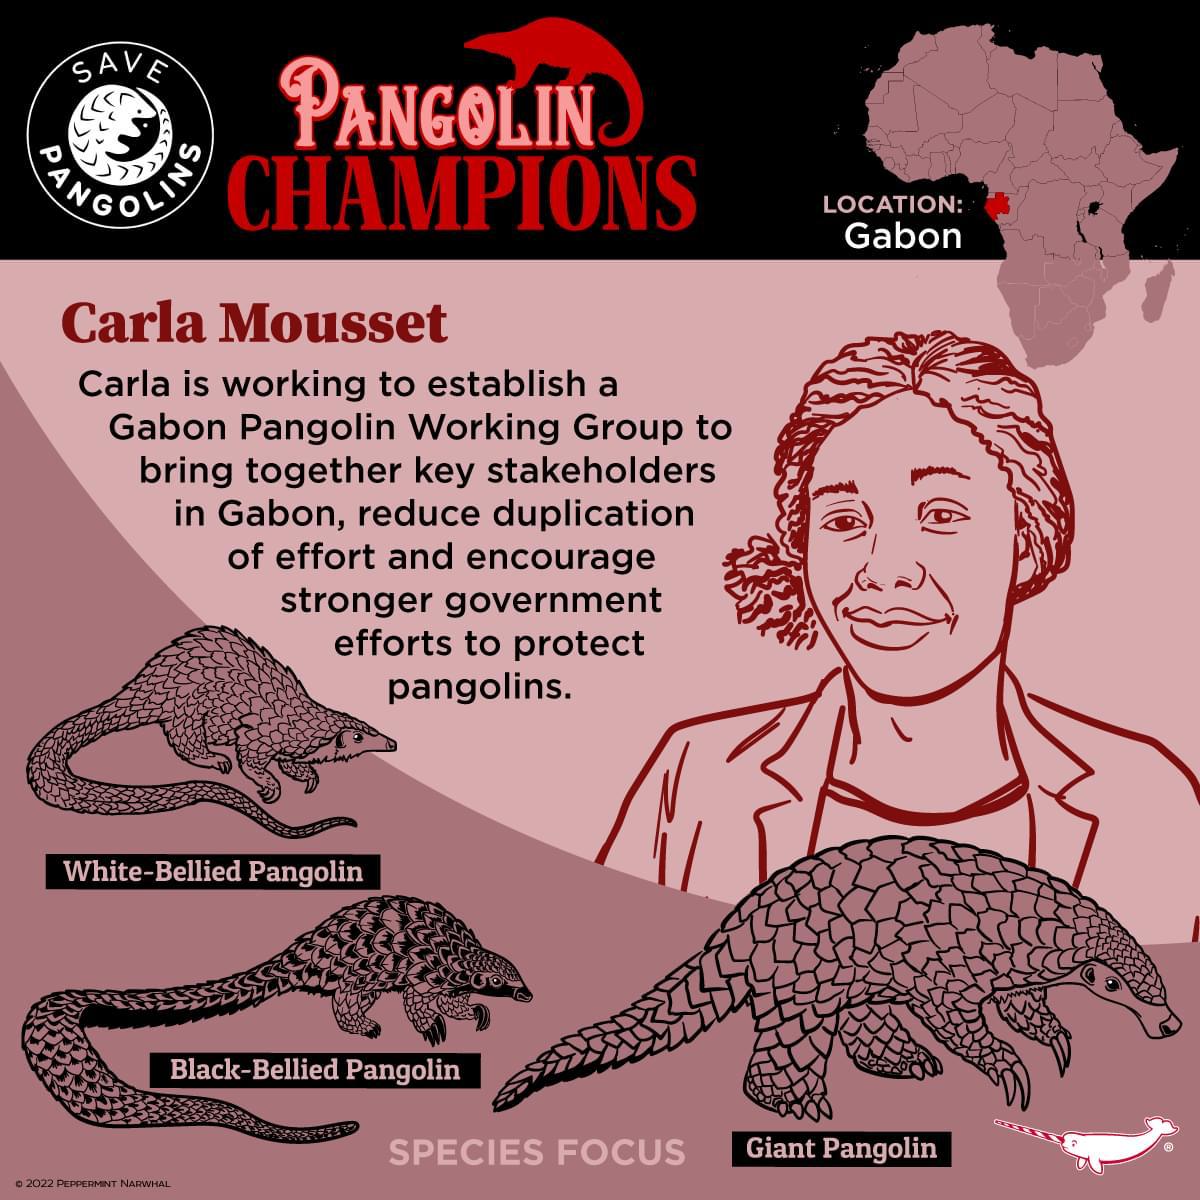 SAVE
PANGOLINS
PANGOLIN
CHAMPIONS
LOCATION:
Gabon
Carla Mousset
Carla is working to establish a
Gabon Pangolin Working Group to
bring together key stakeholders
in Gabon, reduce duplication
of effort and encourage
stronger government
efforts to protect
pangolins.
White-Bellied Pangolin
Black-Bellied Pangolin
Giant Pangolin
SPECIES FOCUS
®
© 2022 PEPPERMINT NARWHAL